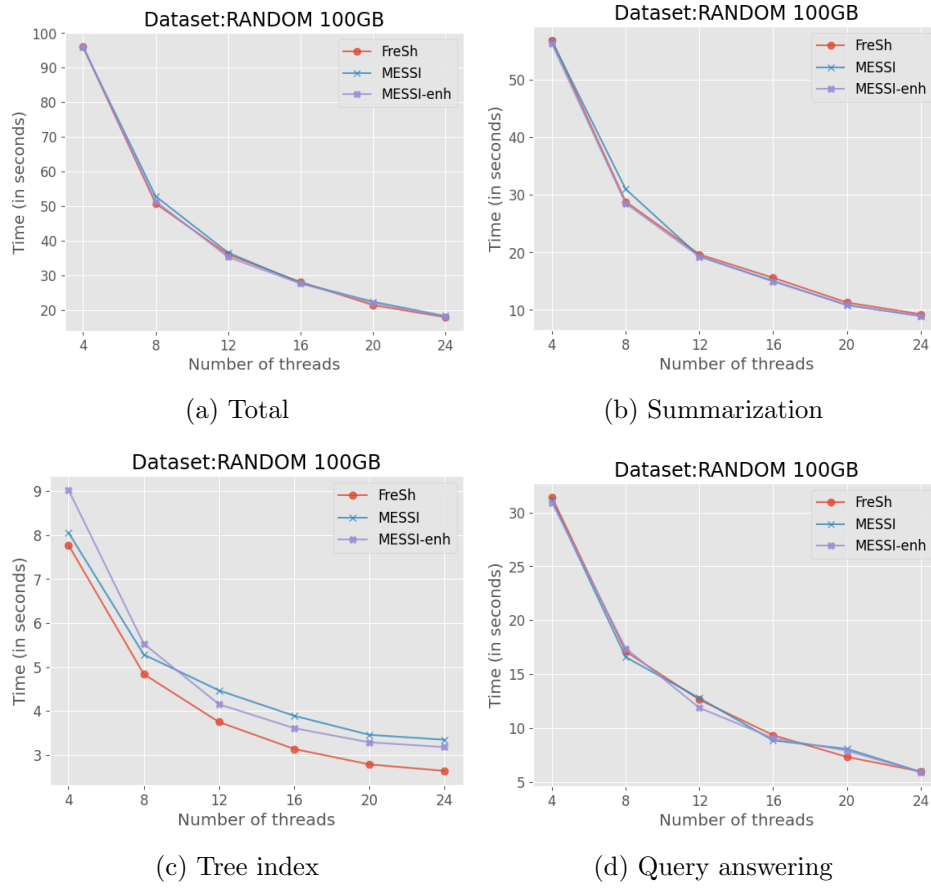 Dataset:RANDOM 100GB
100
90
80
70
60
50
40
30
20
Time (in seconds)
FreSh
MESSI
MESSI-enh
4 8 12 16 20 24
Number of threads
(a) Total
Dataset:RANDOM 100GB
50
40
30
20
10
Time (in seconds)
FreSh
MESSI
MESSI-enh
4 8 12 16 20 24
Number of threads
(b) Summarization
Dataset:RANDOM 100GB
9
8
7
6
5
4
3
Time (in seconds)
FreSh
MESSI
MESSI-enh
4 8 12 16 20 24
Number of threads
(c) Tree index
Dataset:RANDOM 100GB
30
25
20
15
10
5
Time (in seconds)
FreSh
MESSI
MESSI-enh
4 8 12 16 20 24
Number of threads
(d) Query answering